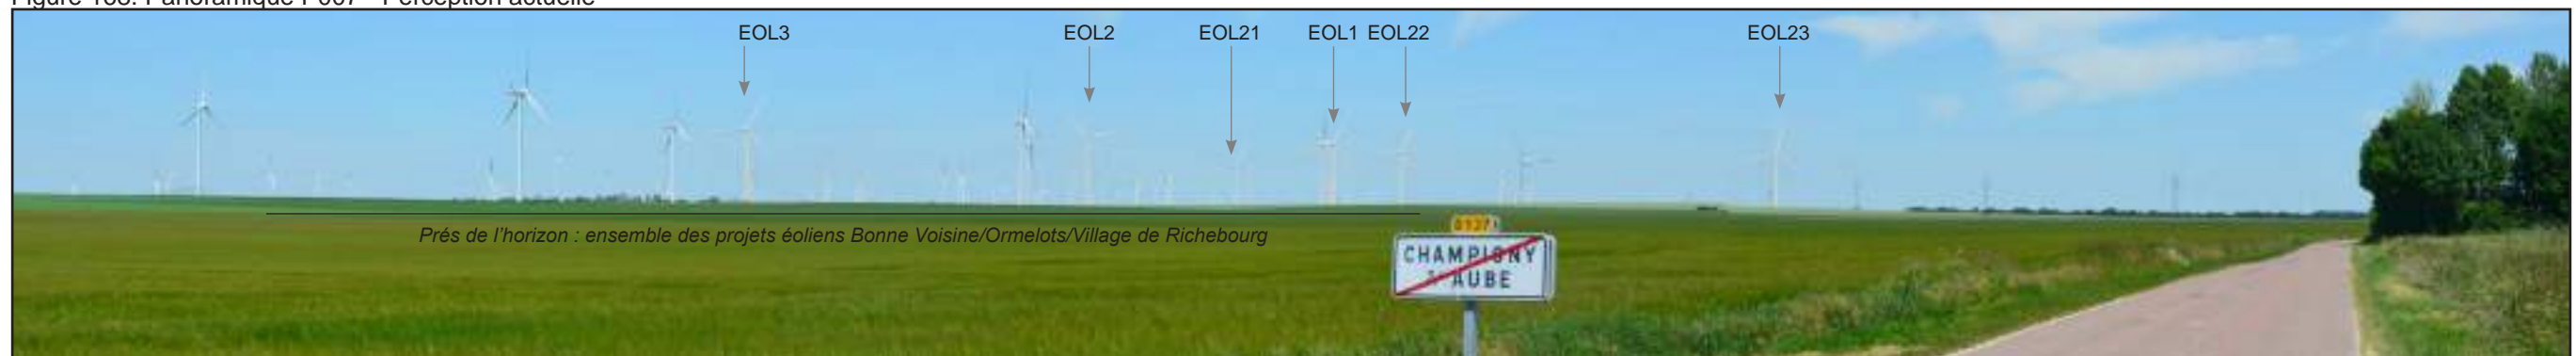 EOL3 EOL2 EOL21 EOL1 EOL22 EOL23
Prés de l'horizon : ensemble des projets éoliens Bonne Voisine/Ormelots/Village de Richebourg
CHAMPIGNY
AUBE